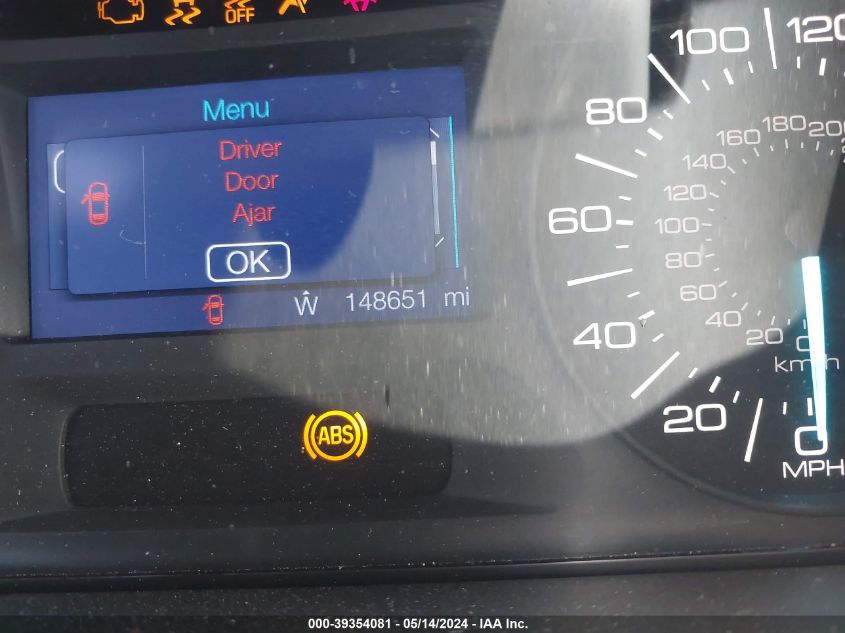 OFF
Menu
Driver
Door
Ajar
OK
Ŵ 148651 mi
ABS
0 20 40 60 80 100 120
0 20 40 60 80 100 120 140 160 180 200
km/h
MPH
000-39354081 - 05/14/2024 - IAA Inc.